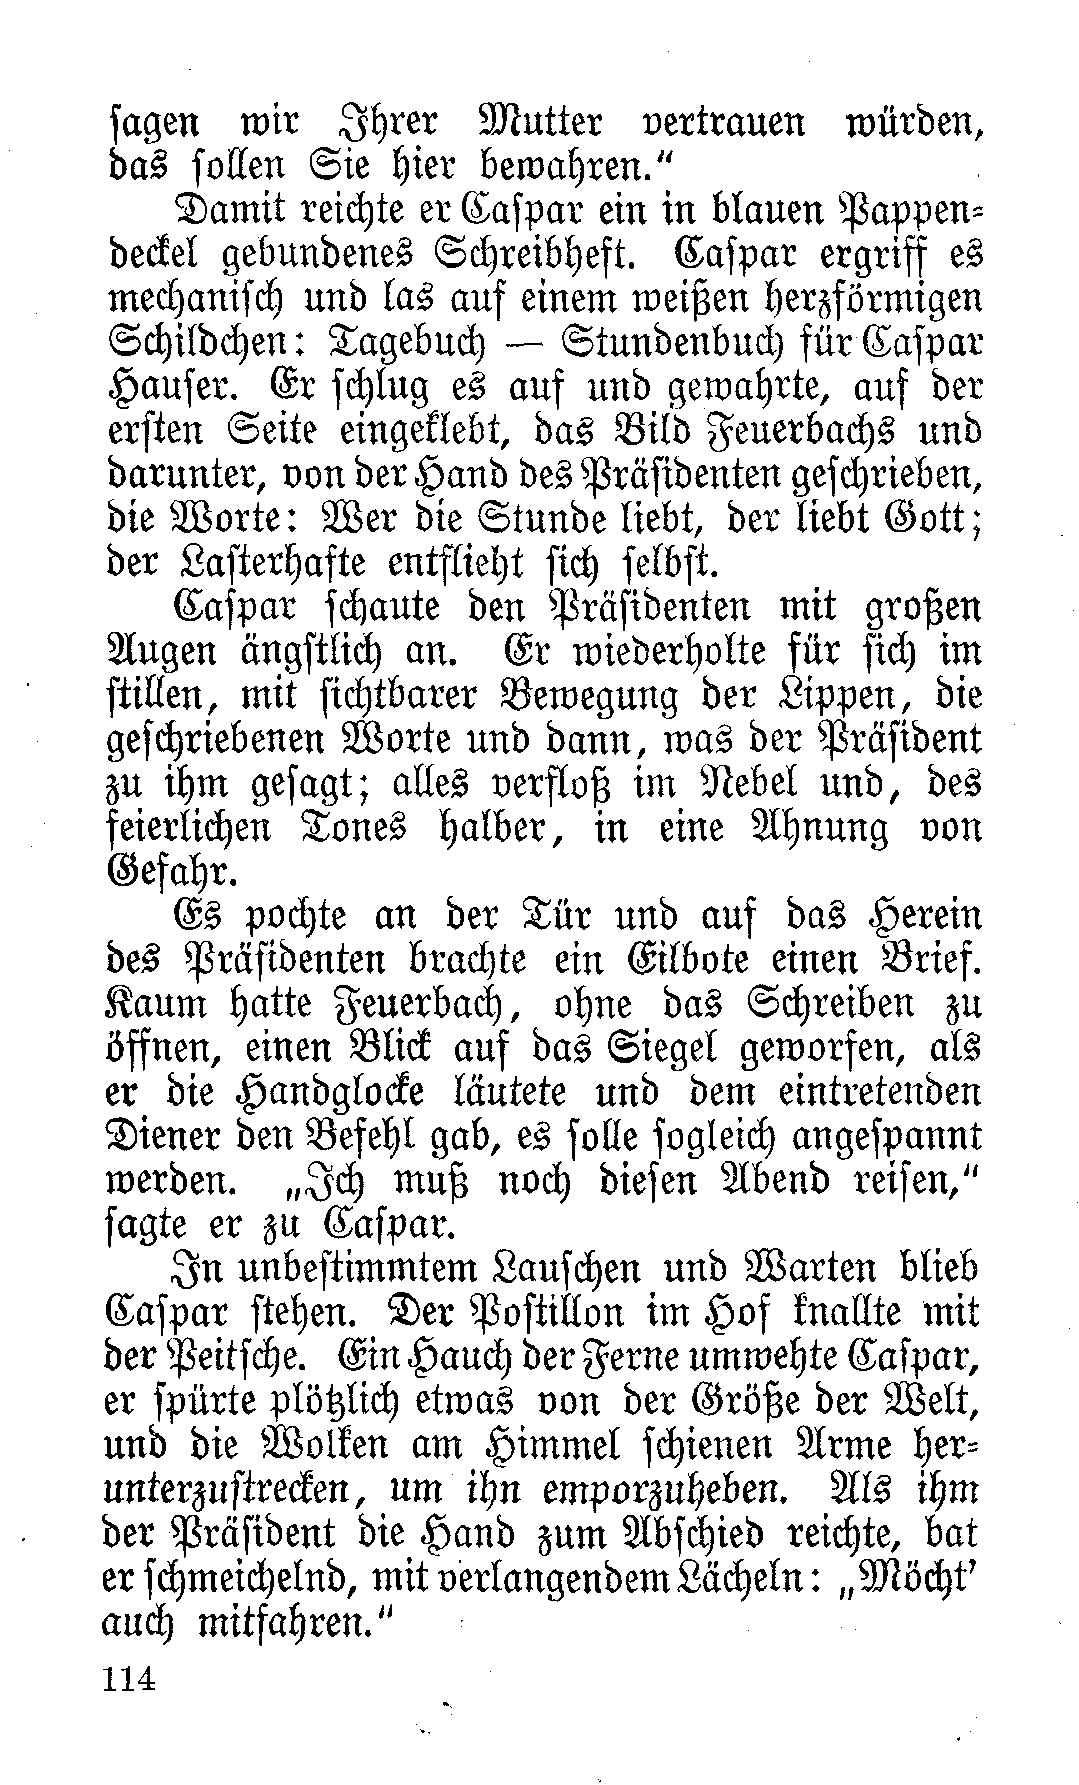 sagen wir Ihrer Mutter vertrauen würden,
das sollen Sie hier bewahren."
Damit reichte er Caspar ein in blauen Pappen-
deckel gebundenes Schreibheft. Caspar ergriff es
mechanisch und las auf einem weißen herzförmigen
Schildchen: Tagebuch — Stundenbuch für Caspar
Hauser. Er schlug es auf und gewahrte, auf der
ersten Seite eingeklebt, das Bild Feuerbachs und
darunter, von der Hand des Präsidenten geschrieben,
die Worte: Wer die Stunde liebt, der liebt Gott;
der Lasterhafte entflieht sich selbst.
Caspar schaute den Präsidenten mit großen
Augen ängstlich an. Er wiederholte für sich im
stillen, mit sichtbarer Bewegung der Lippen, die
geschriebenen Worte und dann, was der Präsident
zu ihm gesagt; alles verfloß im Nebel und, des
feierlichen Tones halber, in eine Ahnung von
Gefahr.
Es pochte an der Tür und auf das Herein
des Präsidenten brachte ein Eilbote einen Brief.
Kaum hatte Feuerbach, ohne das Schreiben zu
öffnen, einen Blick auf das Siegel geworfen, als
er die Handglocke läutete und dem eintretenden
Diener den Befehl gab, es solle sogleich angespannt
werden. „Ich muß noch diesen Abend reisen,"
sagte er zu Caspar.
In unbestimmtem Lauschen und Warten blieb
Caspar stehen. Der Postillon im Hof knallte mit
der Peitsche. Ein Hauch der Ferne umwehte Caspar,
er spürte plötzlich etwas von der Größe der Welt,
und die Wolken am Himmel schienen Arme her-
unterzustrecken, um ihn emporzuheben. Als ihm
der Präsident die Hand zum Abschied reichte, bat
er schmeichelnd, mit verlangendem Lächeln: „Möcht'
auch mitfahren."
114